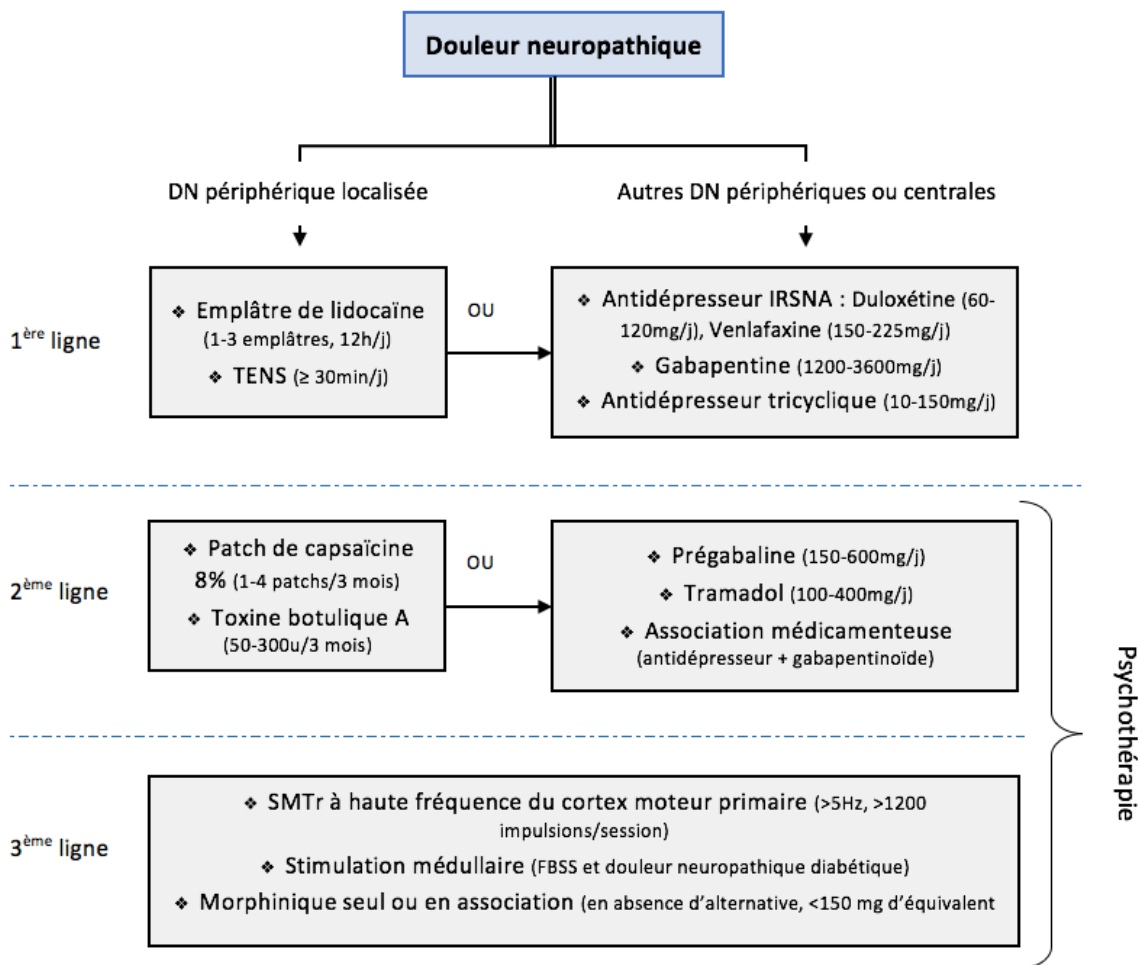 Douleur neuropathique
DN périphérique localisée
Autres DN périphériques ou centrales
1ère ligne
❖ Emplâtre de lidocaïne
(1-3 emplâtres, 12h/j)
❖ TENS (≥ 30min/j)
OU
❖ Antidépresseur IRSNA : Duloxétine (60-
120mg/j), Venlafaxine (150-225mg/j)
❖ Gabapentine (1200-3600mg/j)
❖ Antidépresseur tricyclique (10-150mg/j)
2ème ligne
❖ Patch de capsaïcine
8% (1-4 patchs/3 mois)
❖ Toxine botulique A
(50-300u/3 mois)
OU
❖ Prégabaline (150-600mg/j)
❖ Tramadol (100-400mg/j)
❖ Association médicamenteuse
(antidépresseur + gabapentinoïde)
3ème ligne
❖ SMTr à haute fréquence du cortex moteur primaire (>5Hz, >1200
impulsions/session)
❖ Stimulation médullaire (FBSS et douleur neuropathique diabétique)
❖ Morphinique seul ou en association (en absence d'alternative, <150 mg d'équivalent
Psychothérapie